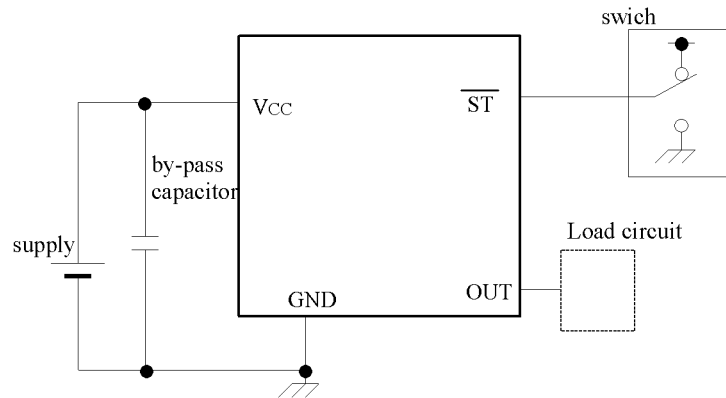 swich
VCC
ST
by-pass
capacitor
supply
Load circuit
GND
OUT